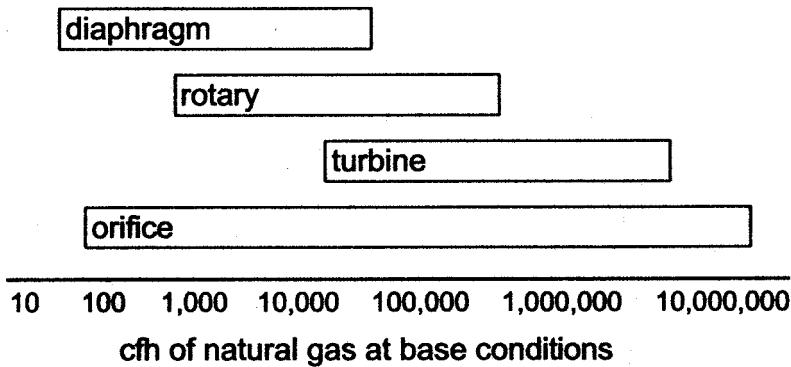 diaphragm
rotary
turbine
orifice
10 100 1,000 10,000 100,000 1,000,000 10,000,000
cfh of natural gas at base conditions